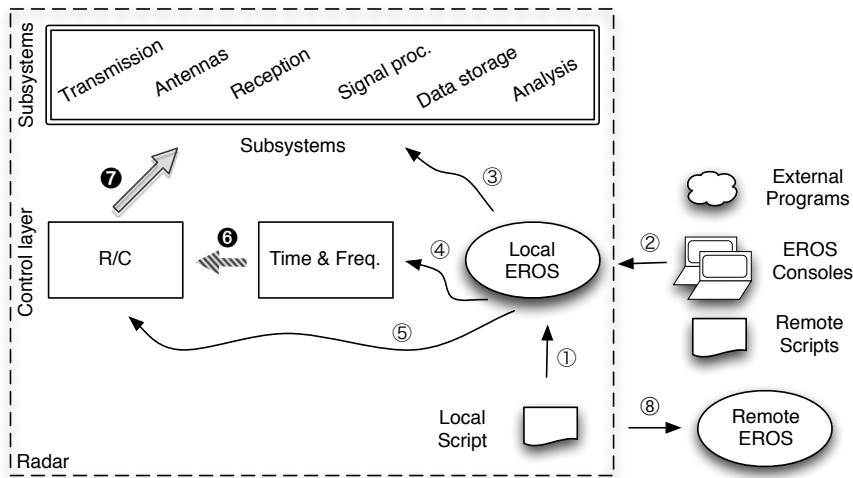 Subsystems
Transmission
Antennas
Reception
Signal proc.
Data storage
Analysis
Subsystems
❼
③
External
Programs
Control layer
R/C
❻
Time & Freq.
④
Local
EROS
②
EROS
Consoles
⑤
①
Remote
Scripts
Local
Script
⑧
Remote
EROS
Radar